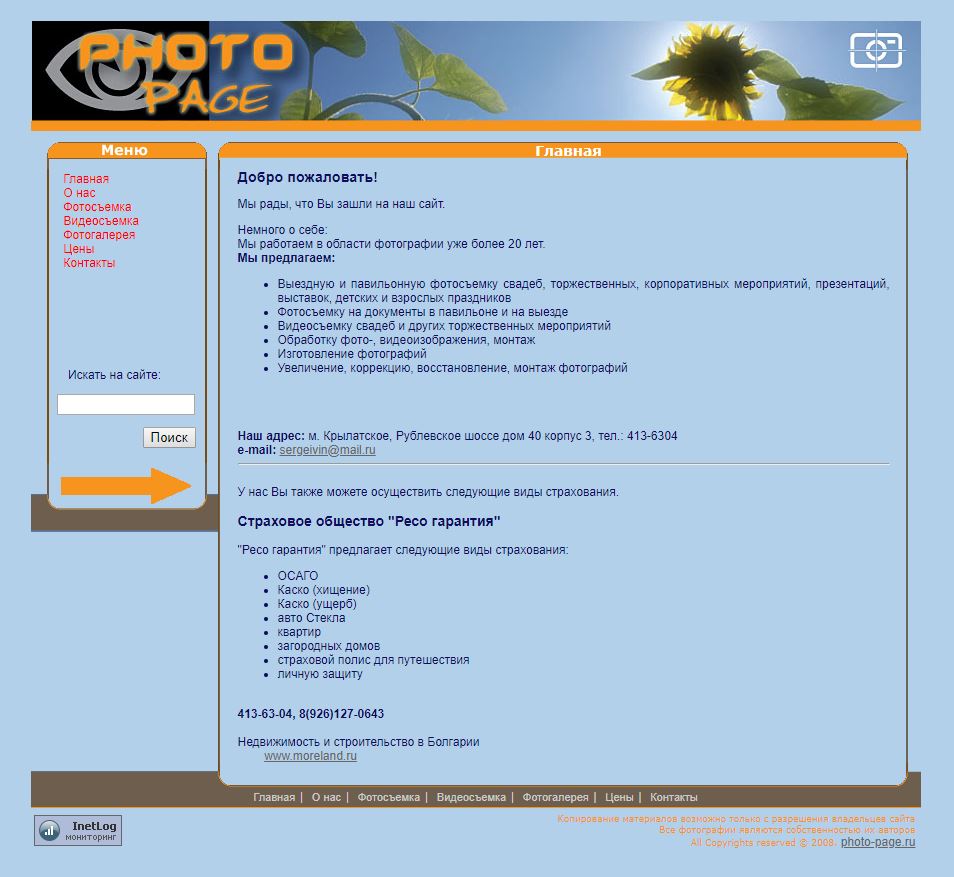 PHOTO
PAGE
Меню
Главная
О нас
Фотосъемка
Видеосъемка
Фотогалерея
Цены
Контакты
Искать на сайте:
Поиск
Главная
Добро пожаловать!
Мы рады, что Вы зашли на наш сайт.
Немного о себе:
Мы работаем в области фотографии уже более 20 лет.
Мы предлагаем:
• Выездную и павильонную фотосъемку свадеб, торжественных, корпоративных мероприятий, презентаций,
выставок, детских и взрослых праздников
• Фотосъемку на документы в павильоне и на выезде
• Видеосъемку свадеб и других торжественных мероприятий
• Обработку фото-, видеоизображения, монтаж
• Изготовление фотографий
• Увеличение, коррекцию, восстановление, монтаж фотографий
Наш адрес: м. Крылатское, Рублевское шоссе дом 40 корпус 3, тел.: 413-6304
e-mail: sergeivin@mail.ru
У нас Вы также можете осуществить следующие виды страхования.
Страховое общество "Ресо гарантия"
"Ресо гарантия" предлагает следующие виды страхования:
• ОСАГО
• Каско (хищение)
• Каско (ущерб)
• авто Стекла
• квартир
• загородных домов
• страховой полис для путешествия
• личную защиту
413-63-04, 8(926)127-0643
Недвижимость и строительство в Болгарии
www.moreland.ru
Главная | О нас | Фотосъемка | Видеосъемка | Фотогалерея | Цены | Контакты
InetLog
мониторинг
Копирование материалов возможно только с разрешения владельцев сайта
Все фотографии являются собственностью их авторов
All Copyrights reserved © 2008. photo-page.ru